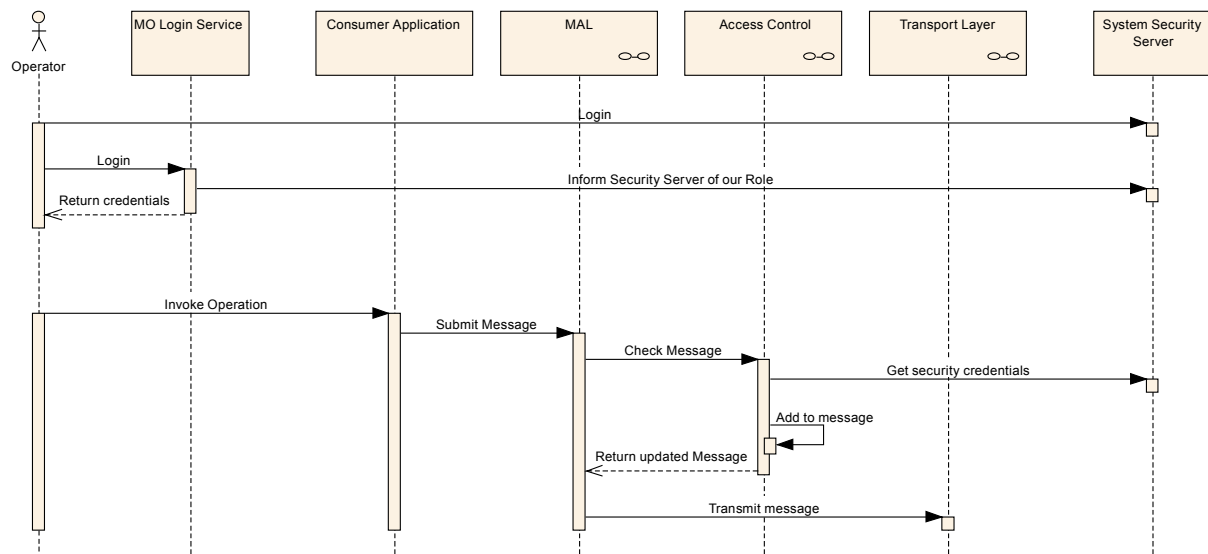 Operator
MO Login Service
Consumer Application
MAL
Access Control
Transport Layer
System Security
Server
Login
Login
Inform Security Server of our Role
Return credentials
Invoke Operation
Submit Message
Check Message
Get security credentials
Add to message
Return updated Message
Transmit message